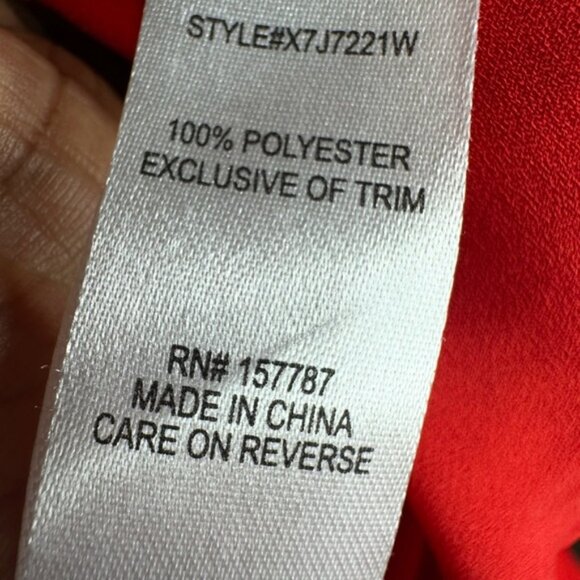 STYLE#X7J7221W
100% POLYESTER
EXCLUSIVE OF TRIM
RN# 157787
MADE IN CHINA
CARE ON REVERSE